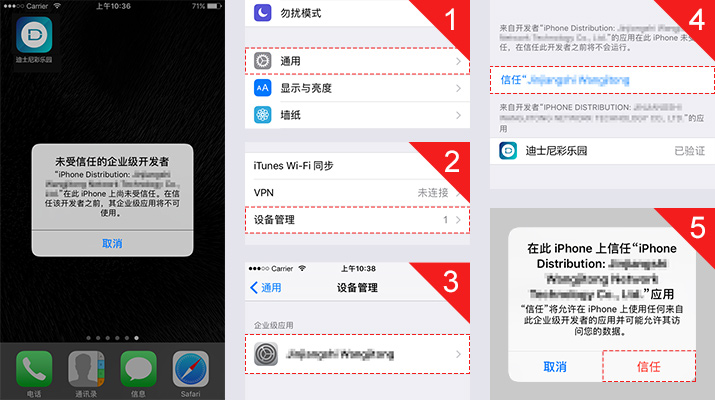 Carrier
上午10:36
71%
迪士尼彩乐园
未受信任的企业级开发者
“iPhone Distribution:
”在此 iPhone 上尚未受信任。在信
任该开发者之前，其企业级应用将不可
使用。
取消
电话
通讯录
信息
Safari
1
勿扰模式
通用
显示与亮度
墙纸
2
iTunes Wi-Fi 同步
VPN
未连接
设备管理
1
3
Carrier
上午10:38
通用
设备管理
企业级应用
4
来自开发者“iPhone Distribution:
”的应用在此 iPhone 未受
任，在信任此开发者之前将不会运行。
信任“
来自开发者“IPHONE DISTRIBUTION:
”的应
用
迪士尼彩乐园
已验证
5
在此 iPhone 上信任“iPhone
Distribution:
Technology Co., Ltd.”应用
“信任”将允许在 iPhone 上使用任何来自
此企业级开发者的应用并可能允许其访
问您的数据。
取消
信任